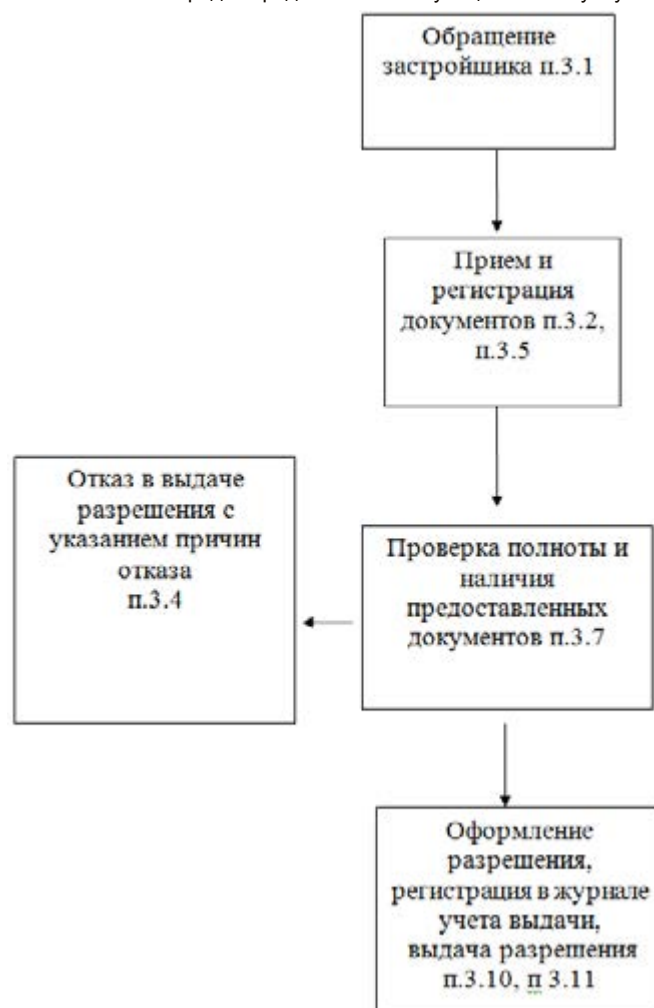 Обращение
застройщика п.3.1
Прием и
регистрация
документов п.3.2,
п.3.5
Отказ в выдаче
разрешения с
указанием причин
отказа
п.3.4
Проверка полноты и
наличия
предоставленных
документов п.3.7
Оформление
разрешения,
регистрация в журнале
учета выдачи,
выдача разрешения
п.3.10, п 3.11